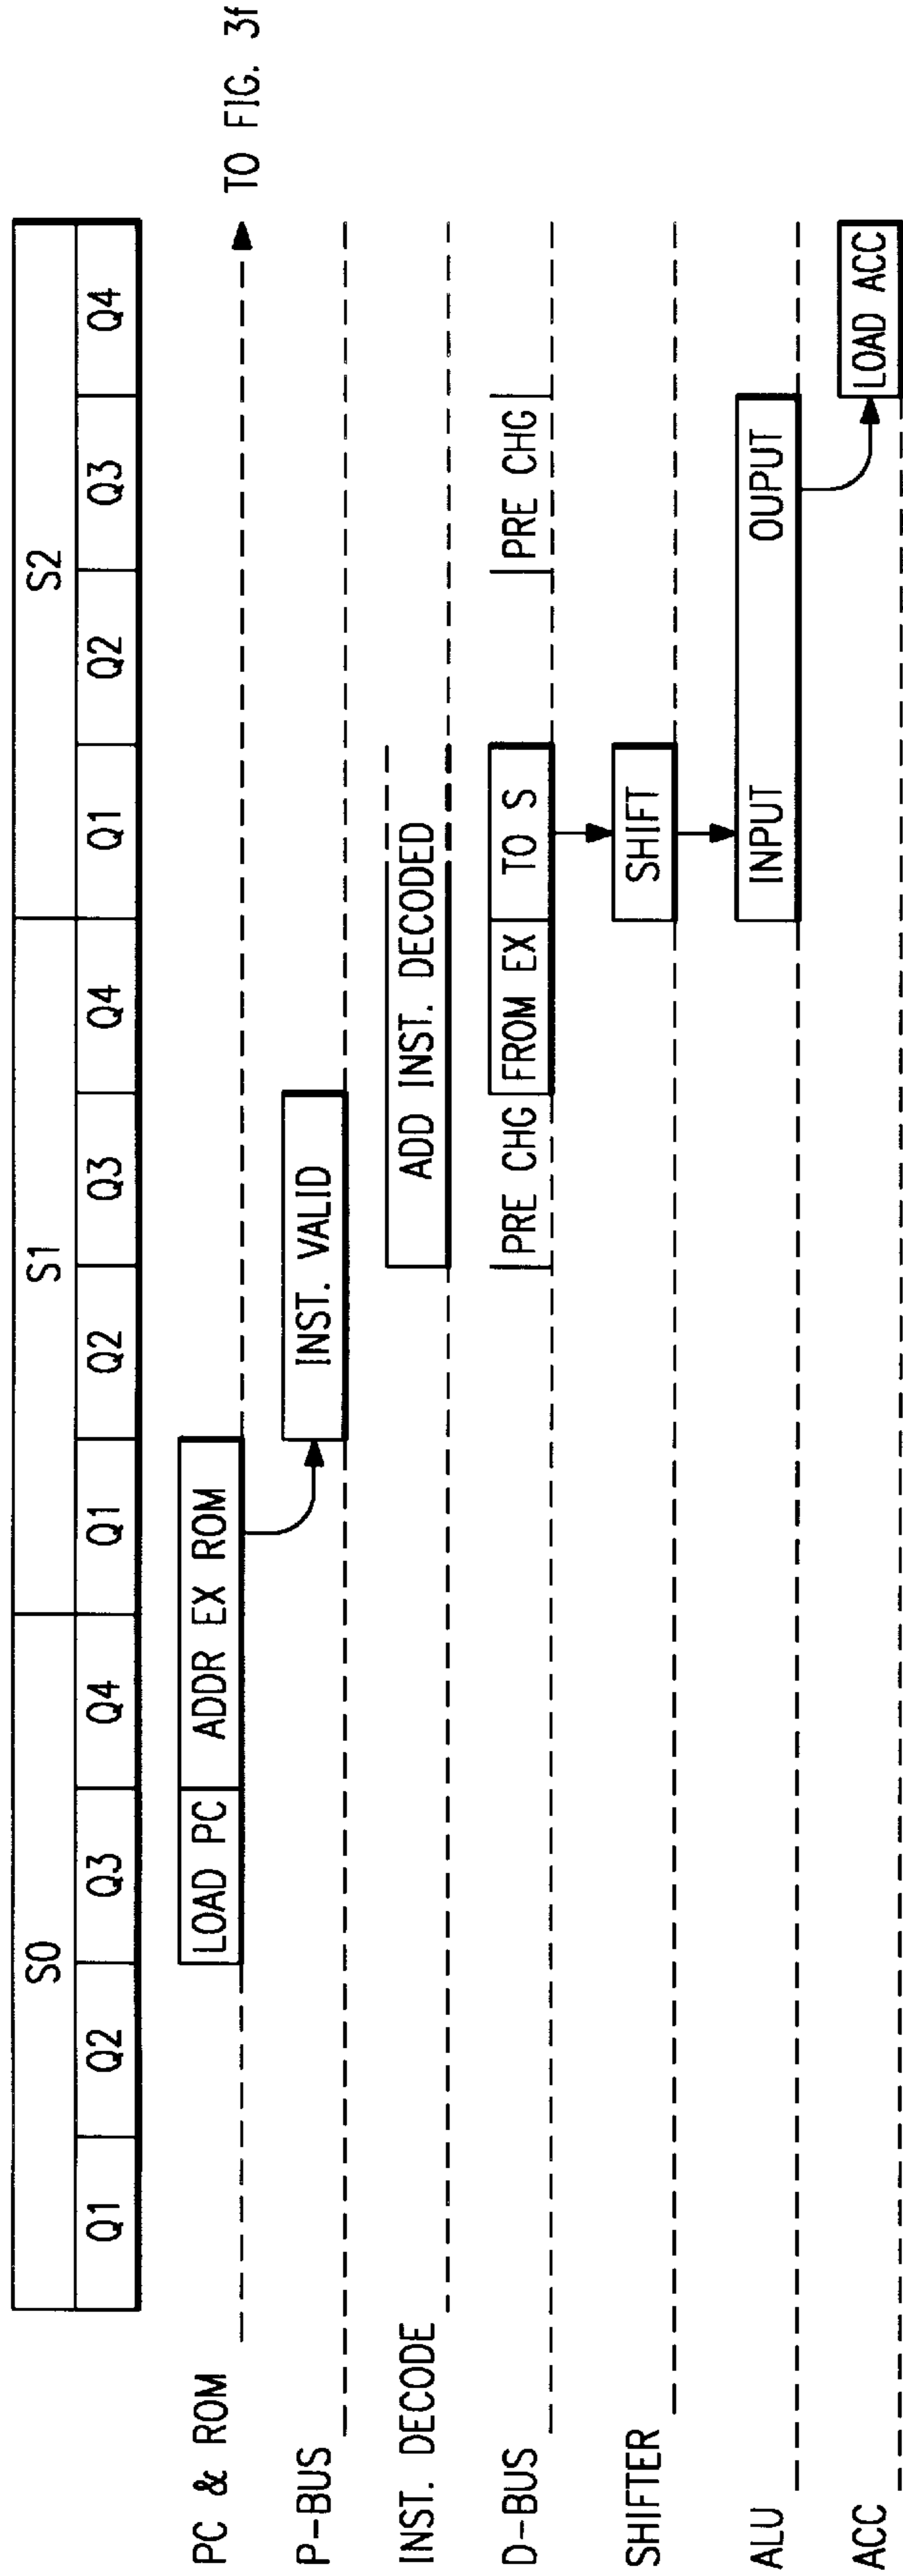 S0 S1 S2
Q1 Q2 Q3 Q4 Q1 Q2 Q3 Q4 Q1 Q2 Q3 Q4
PC & ROM LOAD PC ADDR EX ROM TO FIG. 3f
P-BUS INST. VALID
INST. DECODE ADD INST. DECODED
D-BUS PRE CHG FROM EX TO S PRE CHG
SHIFTER SHIFT
ALU INPUT OUPUT
ACC LOAD ACC